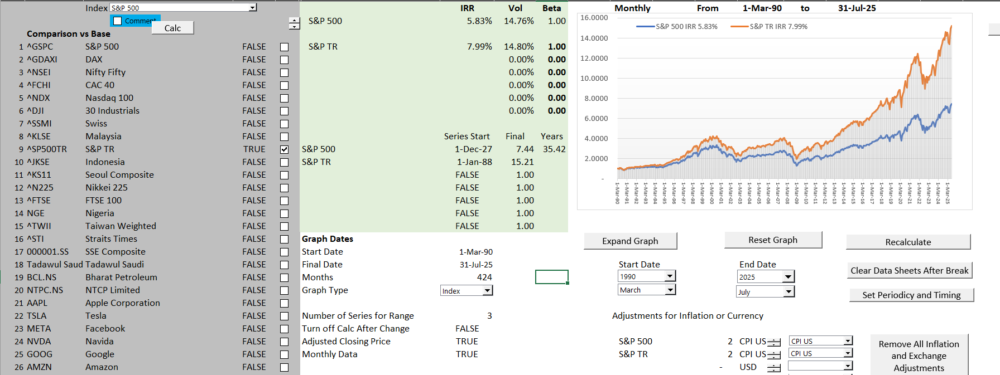 Index S&P 500
Comment
Calc
Comparison vs Base
1 ^GSPC S&P 500 FALSE
2 ^GDAXI DAX FALSE
3 ^NSEI Nifty Fifty FALSE
4 ^FCHI CAC 40 FALSE
5 ^NDX Nasdaq 100 FALSE
6 ^DJI 30 Industrials FALSE
7 ^SSMI Swiss FALSE
8 ^KLSE Malaysia FALSE
9 ^SP500TR S&P TR TRUE
10 ^JKSE Indonesia FALSE
11 ^KS11 Seoul Composite FALSE
12 ^N225 Nikkei 225 FALSE
13 ^FTSE FTSE 100 FALSE
14 NGE Nigeria FALSE
15 ^TWII Taiwan Weighted FALSE
16 ^STI Straits Times FALSE
17 000001.SS SSE Composite FALSE
18 Tadawul Saud Tadawul Saudi FALSE
19 BCL.NS Bharat Petroleum FALSE
20 NTPC.NS NTCP Limited FALSE
21 AAPL Apple Corporation FALSE
22 TSLA Tesla FALSE
23 META Facebook FALSE
24 NVDA Navida FALSE
25 GOOG Google FALSE
26 AMZN Amazon FALSE
IRR Vol Beta
S&P 500 5.83% 14.76% 1.00
S&P TR 7.99% 14.80% 1.00
0.00% 0.00
0.00% 0.00
0.00% 0.00
0.00% 0.00
0.00% 0.00
Series Start Final Years
S&P 500 1-Dec-27 7.44 35.42
S&P TR 1-Jan-88 15.21
FALSE 1.00
FALSE 1.00
FALSE 1.00
FALSE 1.00
FALSE 1.00
Graph Dates
Start Date 1-Mar-90
Final Date 31-Jul-25
Months 424
Graph Type Index
Number of Series for Range 3
Turn off Calc After Change FALSE
Adjusted Closing Price TRUE
Monthly Data TRUE
Monthly From 1-Mar-90 to 31-Jul-25
S&P 500 IRR 5.83% S&P TR IRR 7.99%
16.0000
14.0000
12.0000
10.0000
8.0000
6.0000
4.0000
2.0000
-
1-Mar-90
1-Mar-91
1-Mar-92
1-Mar-93
1-Mar-94
1-Mar-95
1-Mar-96
1-Mar-97
1-Mar-98
1-Mar-99
1-Mar-00
1-Mar-01
1-Mar-02
1-Mar-03
1-Mar-04
1-Mar-05
1-Mar-06
1-Mar-07
1-Mar-08
1-Mar-09
1-Mar-10
1-Mar-11
1-Mar-12
1-Mar-13
1-Mar-14
1-Mar-15
1-Mar-16
1-Mar-17
1-Mar-18
1-Mar-19
1-Mar-20
1-Mar-21
1-Mar-22
1-Mar-23
1-Mar-24
1-Mar-25
Expand Graph
Reset Graph
Recalculate
Start Date End Date
1990 2025
March July
Clear Data Sheets After Break
Set Periodicy and Timing
Adjustments for Inflation or Currency
S&P 500 2 CPI US CPI US
S&P TR 2 CPI US CPI US
- USD
Remove All Inflation
and Exchange
Adjustments